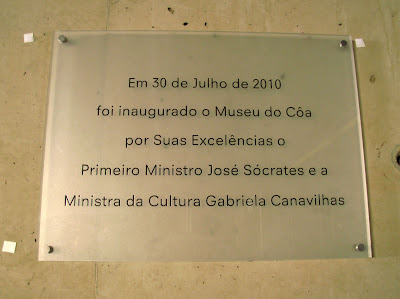 Em 30 de Julho de 2010
foi inaugurado o Museu do Côa
por Suas Excelências o
Primeiro Ministro José Sócrates e a
Ministra da Cultura Gabriela Canavilhas